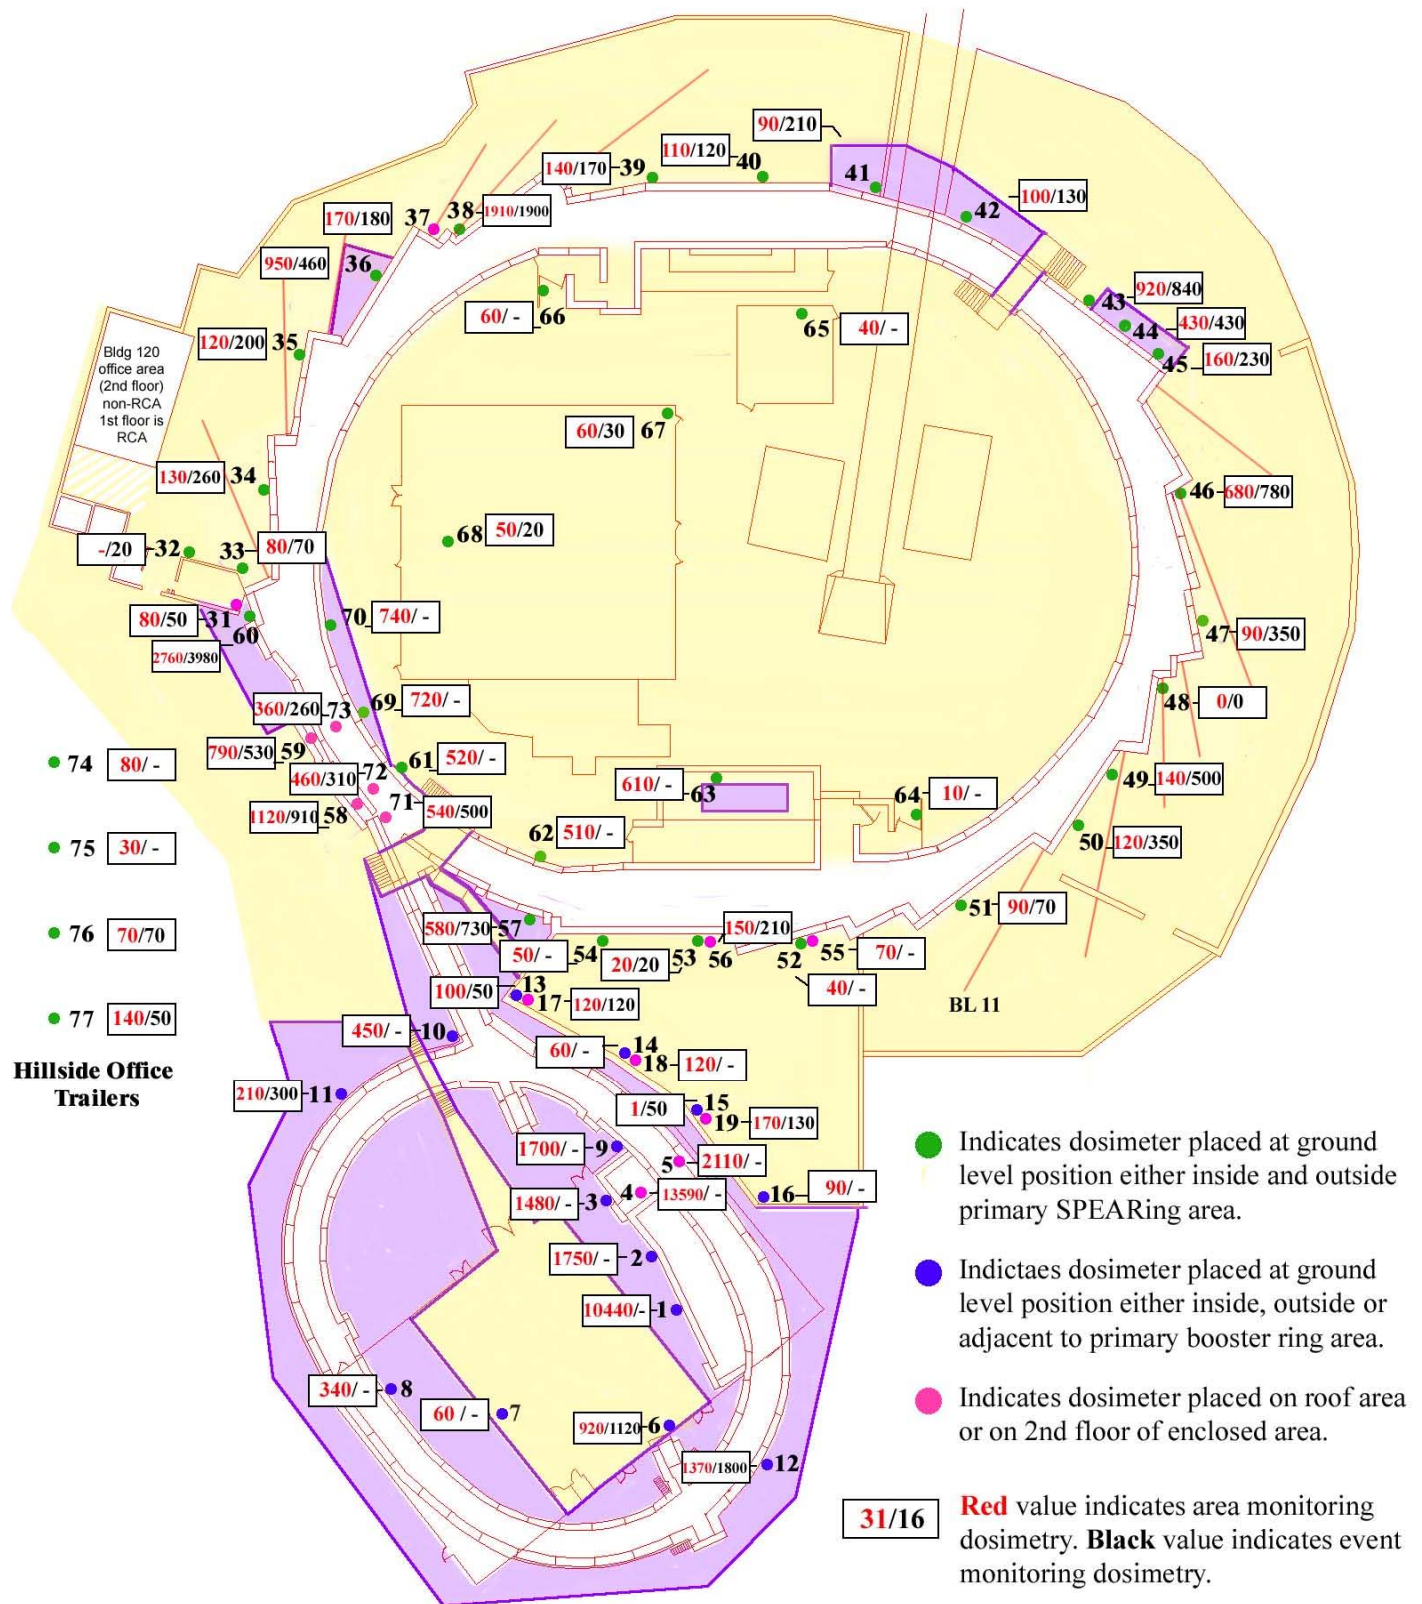 90/210
110/120 40
140/170 39
41
100/130
42
170/180
37 38 1910/1900
36
950/460
43 920/840
44 430/430
45 160/230
60/ - 66
65 40/ -
120/200 35
Bldg 120
office area
(2nd floor)
non-RCA
1st floor is
RCA
60/30 67
130/260 34
46 680/780
68 50/20
-/20 32 33 80/70
80/50 31
60
2760/3980
70 740/ -
47 90/350
48 0/0
69 720/ -
360/260 73
790/530 59
61 520/ -
460/310 72
1120/910 58
71 540/500
74 80/ -
610/ - 63
64 10/ -
49 140/500
62 510/ -
50 120/350
75 30/ -
51 90/70
76 70/70
580/730 57
150/210
50/ - 54
20/20 53 56
52 55 70/ -
40/ -
100/50 13
17 120/120
BL 11
77 140/50
450/ - 10
60/ - 14
18 120/ -
Hillside Office
Trailers
210/300 11
1/50 15
19 170/130
1700/ - 9
5 2110/ -
4 13590/ -
16 90/ -
1480/ - 3
1750/ - 2
10440/- 1
340/ - 8
60 / - 7
920/1120 6
1370/1800 12
Indicates dosimeter placed at ground
level position either inside and outside
primary SPEARing area.
Indictaes dosimeter placed at ground
level position either inside, outside or
adjacent to primary booster ring area.
Indicates dosimeter placed on roof area
or on 2nd floor of enclosed area.
31/16 Red value indicates area monitoring
dosimetry. Black value indicates event
monitoring dosimetry.